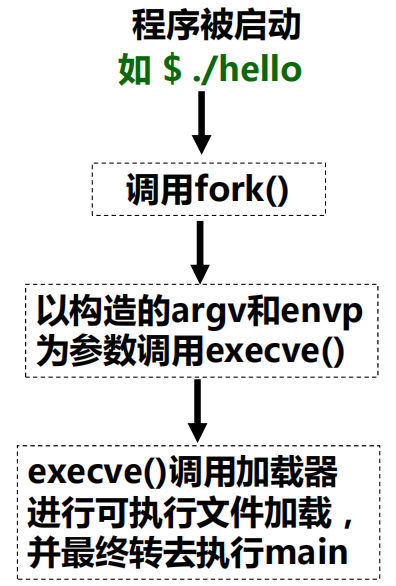 程序被启动
如 $ ./hello
调用fork()
以构造的argv和envp
为参数调用execve()
execve()调用加载器
进行可执行文件加载，
并最终转去执行main